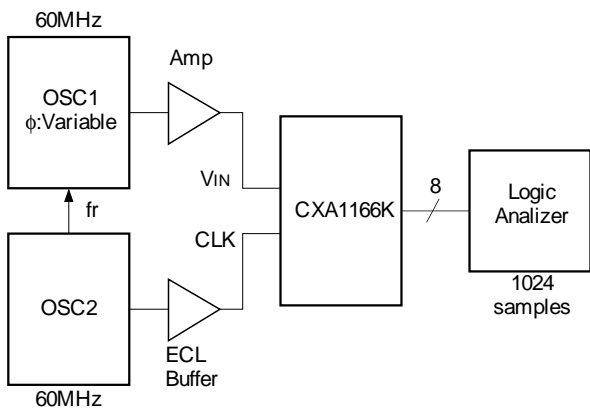 60MHz
OSC1
ϕ:Variable
Amp
fr
VIN
CLK
CXA1166K
8
Logic
Analizer
1024
samples
OSC2
ECL
Buffer
60MHz